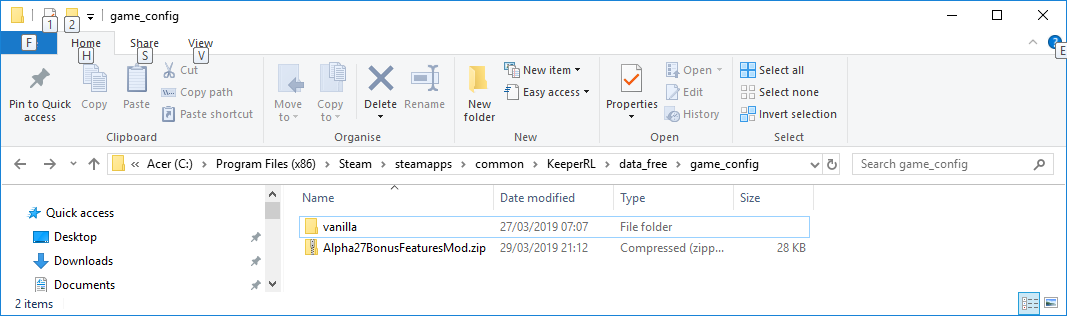 1 2 game_config
F Home Share View E
H S V
Pin to Quick access Copy Paste Cut Copy path Paste shortcut
Clipboard
Move to Copy to Delete Rename
Organise
New folder New item Easy access
New
Properties Open Edit History
Open
Select all Select none Invert selection
Select
« Acer (C:) > Program Files (x86) > Steam > steamapps > common > KeeperRL > data_free > game_config Search game_config
Name Date modified Type Size
Quick access
Desktop
Downloads
Documents
vanilla 27/03/2019 07:07 File folder
Alpha27BonusFeaturesMod.zip 29/03/2019 21:12 Compressed (zipp... 28 KB
2 items